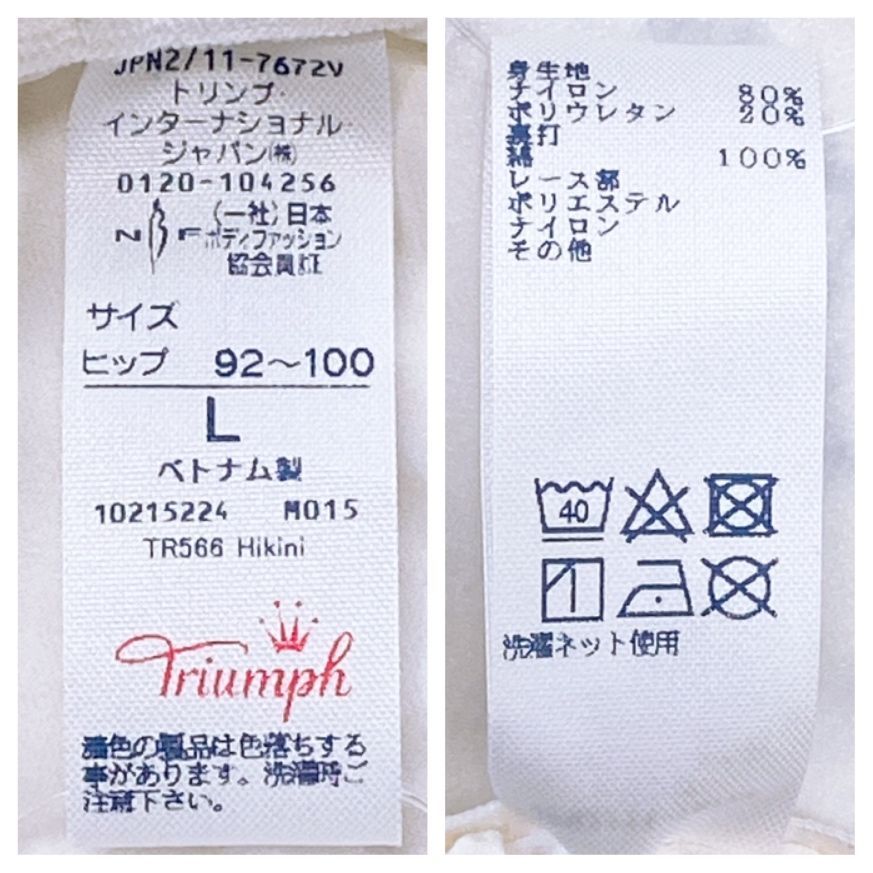 JPN2/11-7672V
トリンプ・
インターナショナル・
ジャパン(株)
0120-104256
N F (一社)日本
ボディファッション
協会員証
サイズ
ヒップ 92～100
L
ベトナム製
10215224 M015
TR566 Hikini
Triumph
着色の製品は色落ちする
事があります。洗濯時ご
注意下さい。
身生地
ナイロン 80%
ポリウレタン 20%
裏打
綿 100%
レース部
ポリエステル
ナイロン
その他
40
洗濯ネット使用